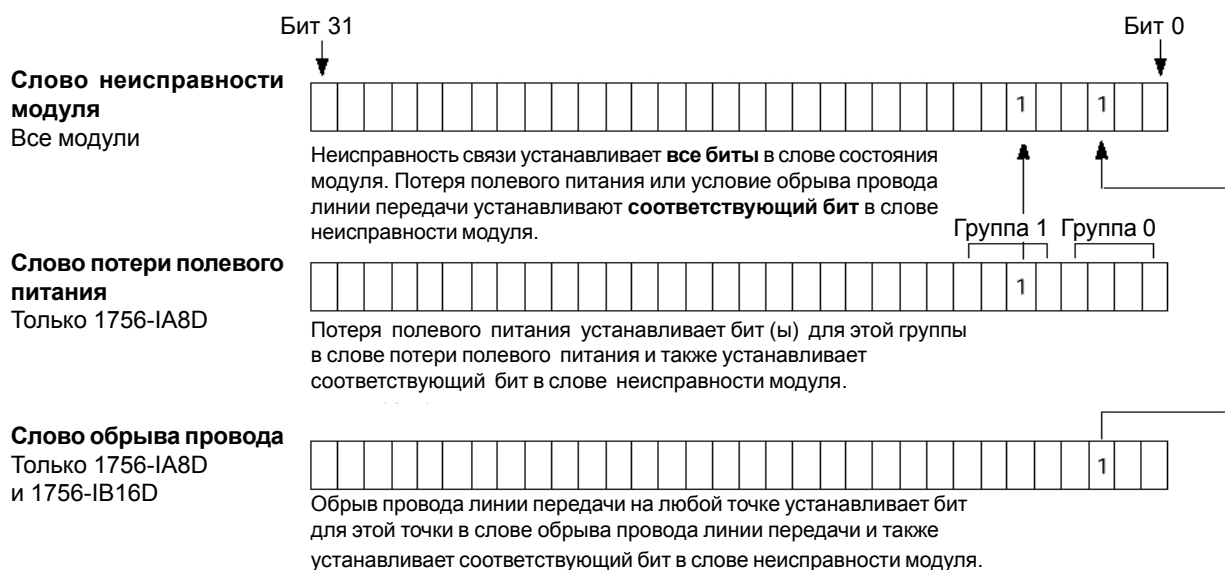 Бит 31 Бит 0
Слово неисправности
модуля
Все модули
1 1
Неисправность связи устанавливает все биты в слове состояния
модуля. Потеря полевого питания или условие обрыва провода
линии передачи устанавливают соответствующий бит в слове
неисправности модуля.
Группа 1 Группа 0
Слово потери полевого
питания
Только 1756-IA8D
1
Потеря полевого питания устанавливает бит (ы) для этой группы
в слове потери полевого питания и также устанавливает
соответствующий бит в слове неисправности модуля.
Слово обрыва провода
Только 1756-IA8D
и 1756-IB16D
1
Обрыв провода линии передачи на любой точке устанавливает бит
для этой точки в слове обрыва провода линии передачи и также
устанавливает соответствующий бит в слове неисправности модуля.